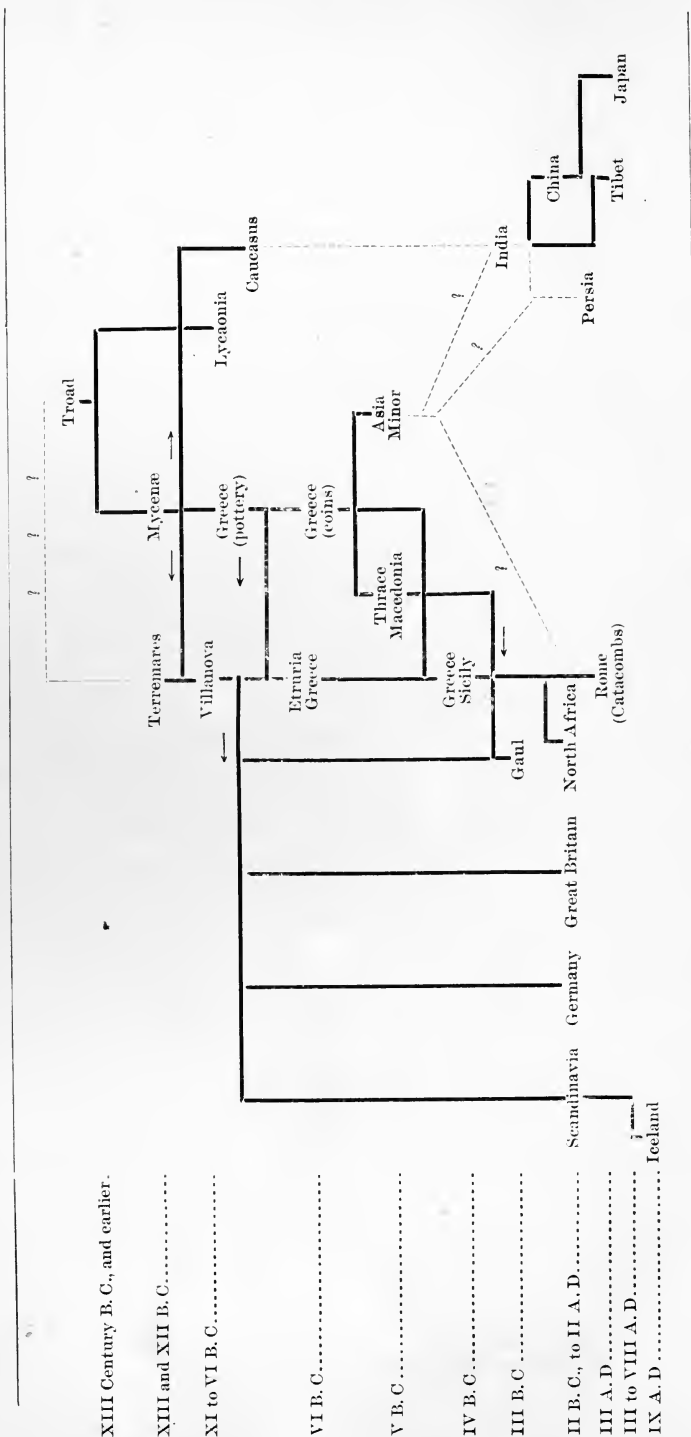 XIII Century B. C., and earlier.
Troad
? ? ?
XIII and XII B. C.............
Terremares
Mycenæ
XI to VI B. C..................
Villanova
Greece
(pottery)
Lycaonia
Caucasus
VI B. C........................
Etruria
Greece
Greece
(coins)
V B. C.........................
Thrace
Macedonia
Asia
Minor
?
?
IV B. C........................
Greece
Sicily
?
India
III B. C.......................
Gaul
China
II B. C., to II A. D...........
Scandinavia
Germany
Great Britain
North Africa
Persia
III A. D.......................
Rome
(Catacombs)
Tibet
Japan
III to VIII A. D...............
IX A. D........................
Iceland